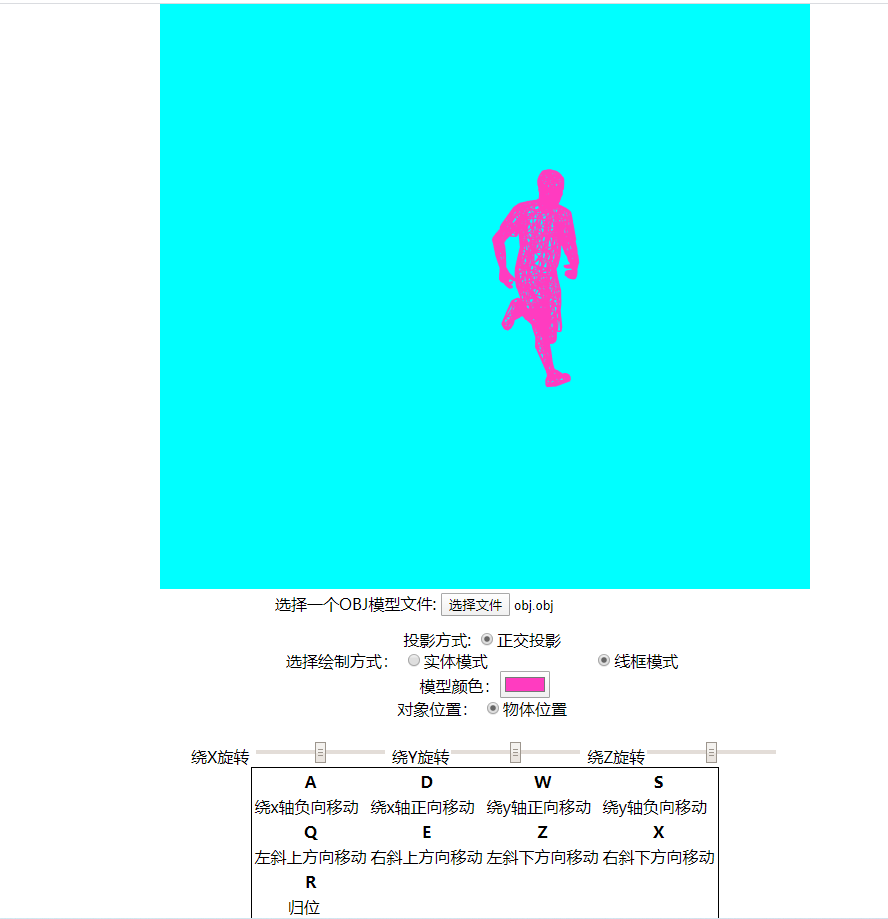 选择一个OBJ模型文件: 选择文件 obj.obj
投影方式: 正交投影
选择绘制方式: 实体模式 线框模式
模型颜色:
对象位置: 物体位置
绕X旋转 绕Y旋转 绕Z旋转
A D W S
绕x轴负向移动 绕x轴正向移动 绕y轴正向移动 绕y轴负向移动
Q E Z X
左斜上方向移动 右斜上方向移动 左斜下方向移动 右斜下方向移动
R
归位